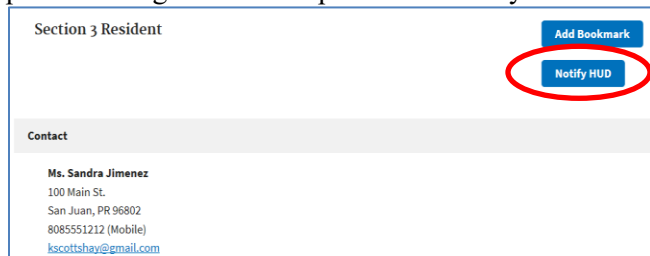 Section 3 Resident
Add Bookmark
Notify HUD
Contact
Ms. Sandra Jimenez
100 Main St.
San Juan, PR 96802
8085551212 (Mobile)
kscottshay@gmail.com